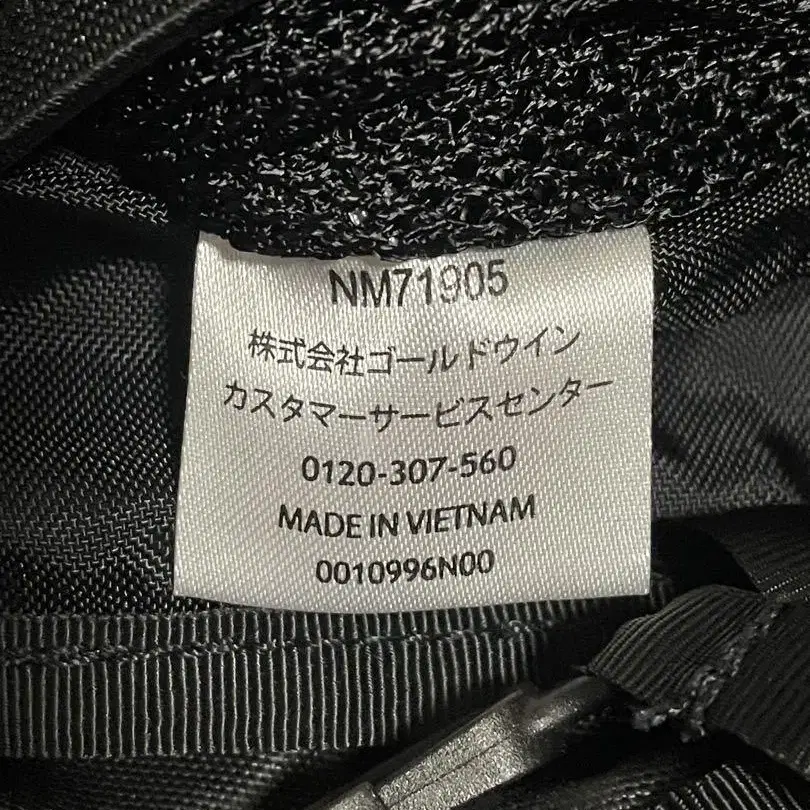 NM71905
株式会社ゴールドウイン
カスタマーサービスセンター
0120-307-560
MADE IN VIETNAM
0010996N00